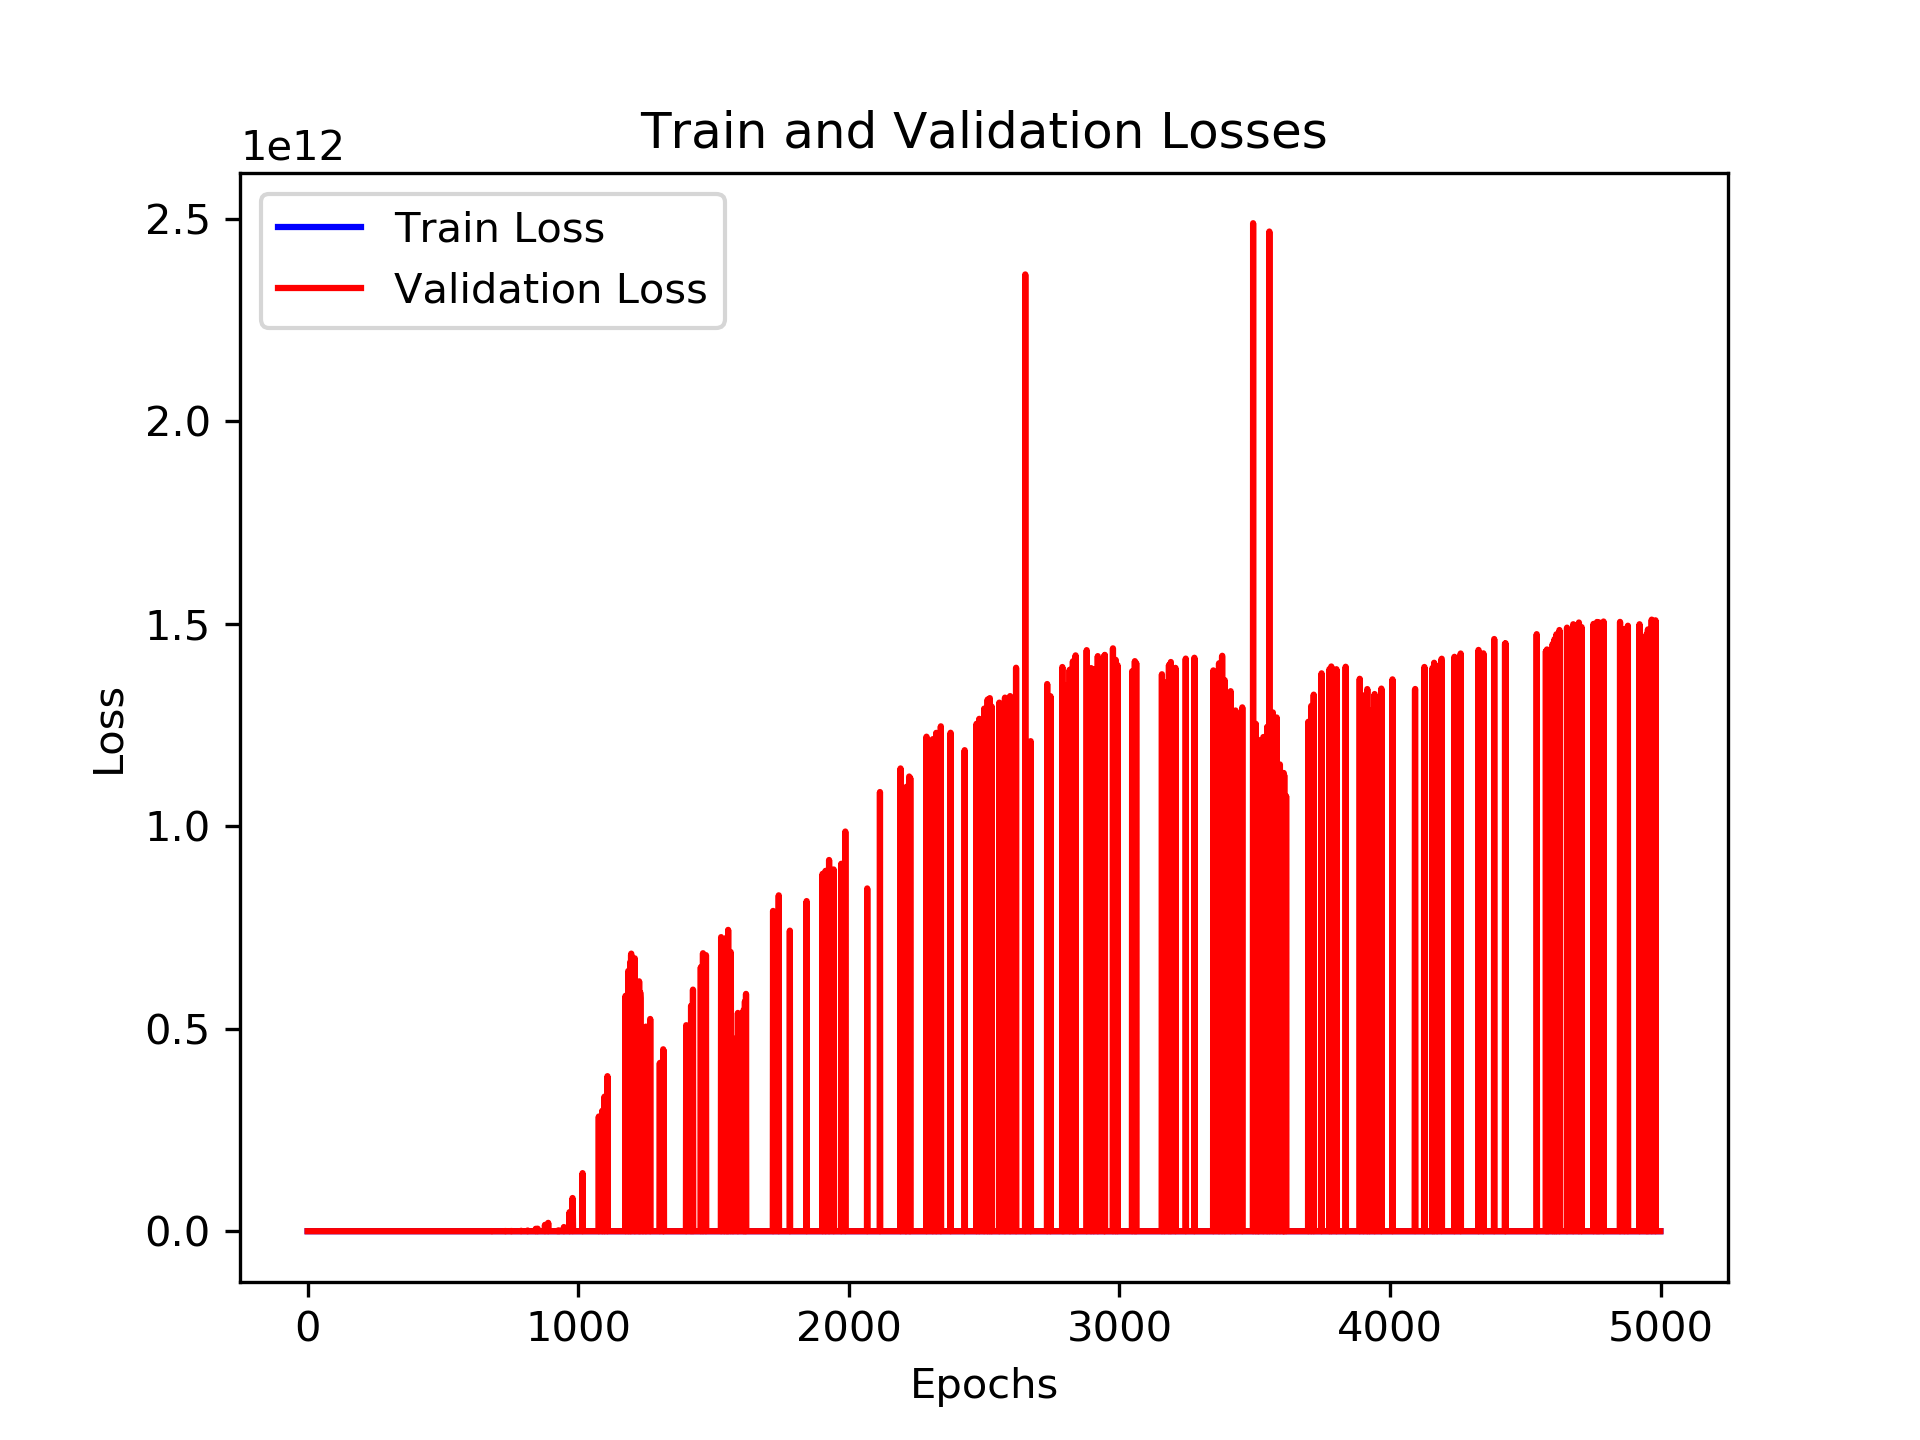 Train and Validation Losses
1e12
Train Loss
Validation Loss
2.5
2.0
1.5
1.0
0.5
0.0
Loss
0 1000 2000 3000 4000 5000
Epochs